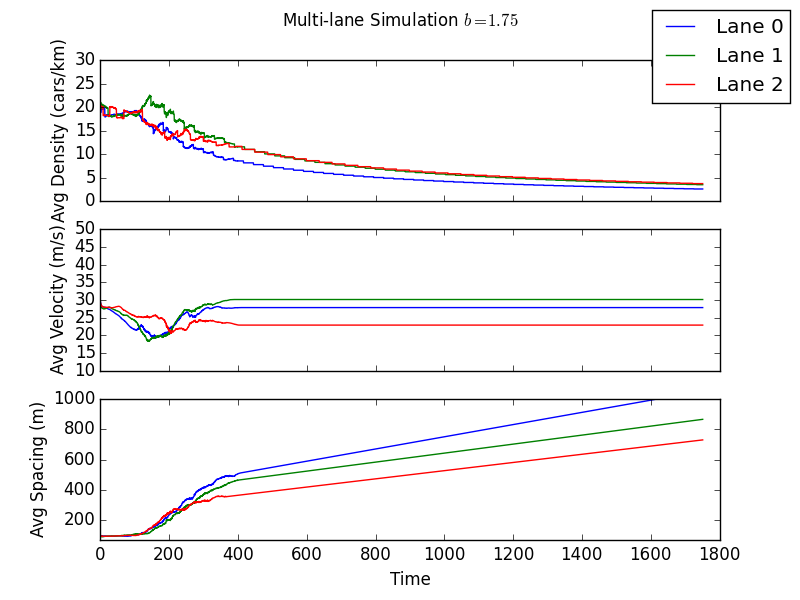 Multi-lane Simulation b=1.75
Lane 0
Lane 1
Lane 2
30
25
20
15
10
5
0
Avg Density (cars/km)
50
45
40
35
30
25
20
15
10
Avg Velocity (m/s)
1000
800
600
400
200
Avg Spacing (m)
0 200 400 600 800 1000 1200 1400 1600 1800
Time